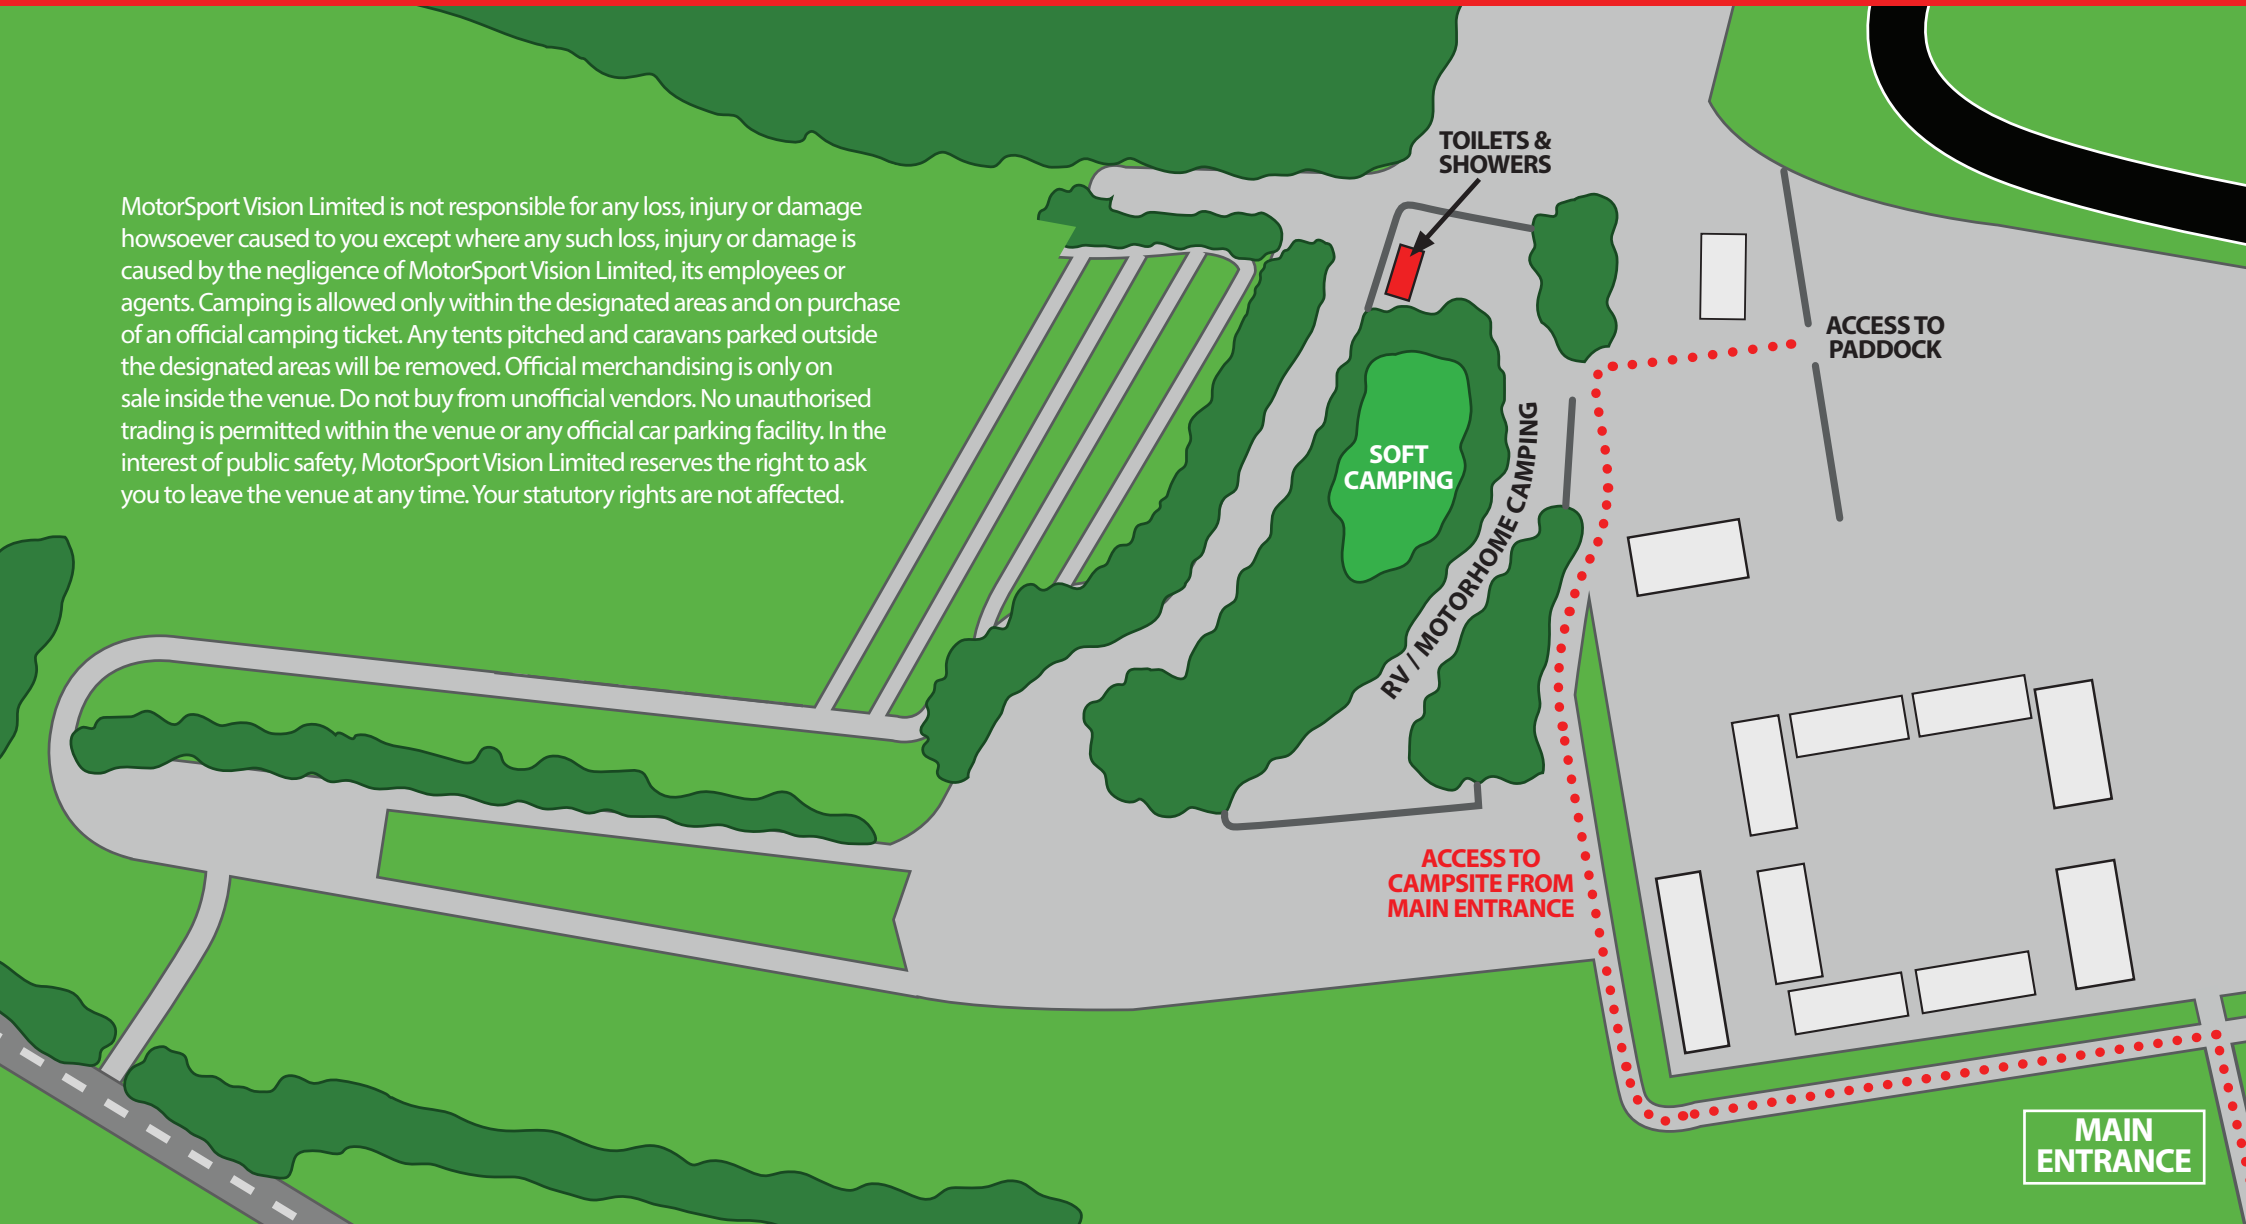 TOILETS &
SHOWERS
MotorSport Vision Limited is not responsible for any loss, injury or damage
howsoever caused to you except where any such loss, injury or damage is
caused by the negligence of MotorSport Vision Limited, its employees or
agents. Camping is allowed only within the designated areas and on purchase
of an official camping ticket. Any tents pitched and caravans parked outside
the designated areas will be removed. Official merchandising is only on
sale inside the venue. Do not buy from unofficial vendors. No unauthorised
trading is permitted within the venue or any official car parking facility. In the
interest of public safety, MotorSport Vision Limited reserves the right to ask
you to leave the venue at any time. Your statutory rights are not affected.
ACCESS TO
PADDOCK
SOFT
CAMPING
RV / MOTORHOME CAMPING
ACCESS TO
CAMPSITE FROM
MAIN ENTRANCE
MAIN
ENTRANCE